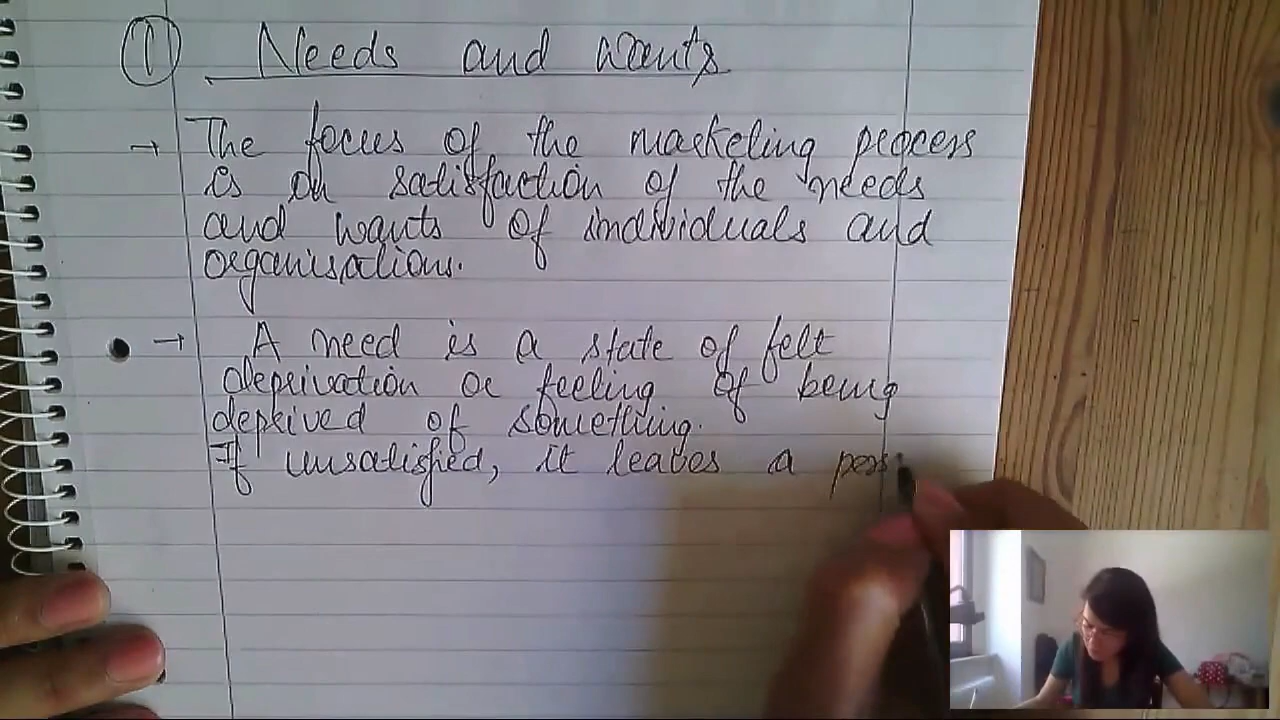 ① Needs and wants
→ The focus of the marketing process
is on satisfaction of the needs
and wants of individuals and
organisations.
→ A need is a state of felt
deprivation or feeling of being
deprived of something.
If unsatisfied, it leaves a pers